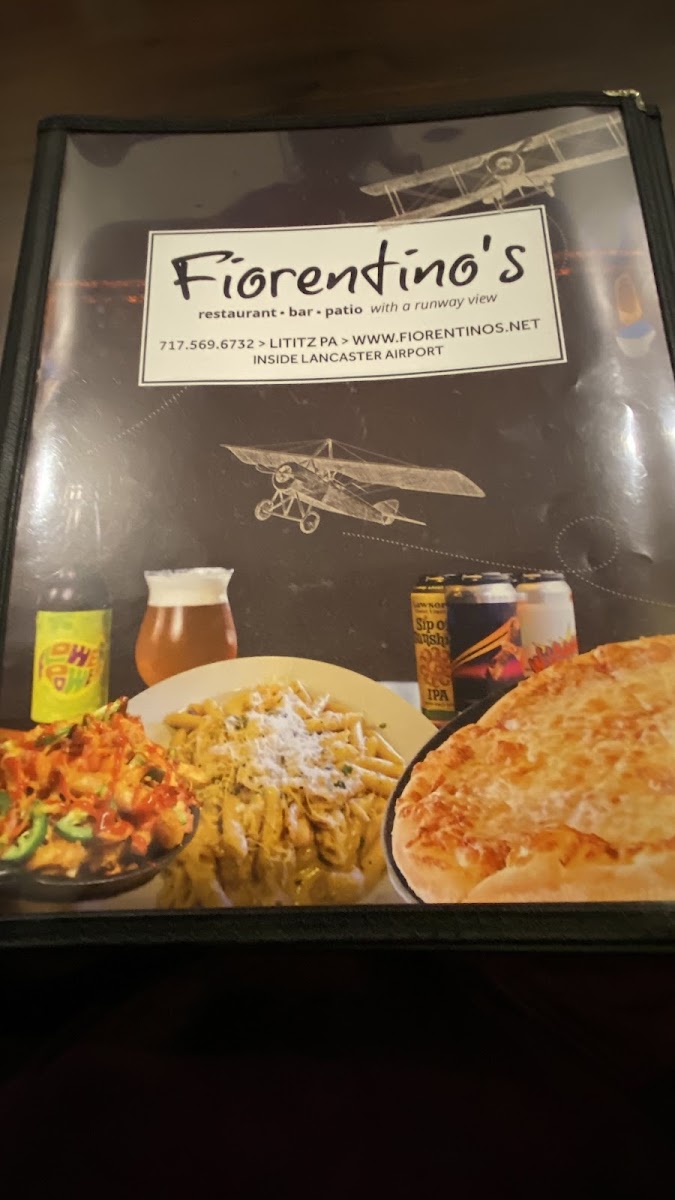 Fiorentino's
restaurant • bar • patio with a runway view
717.569.6732 > LITITZ PA > WWW.FIORENTINOS.NET
INSIDE LANCASTER AIRPORT
Sip of
IPA